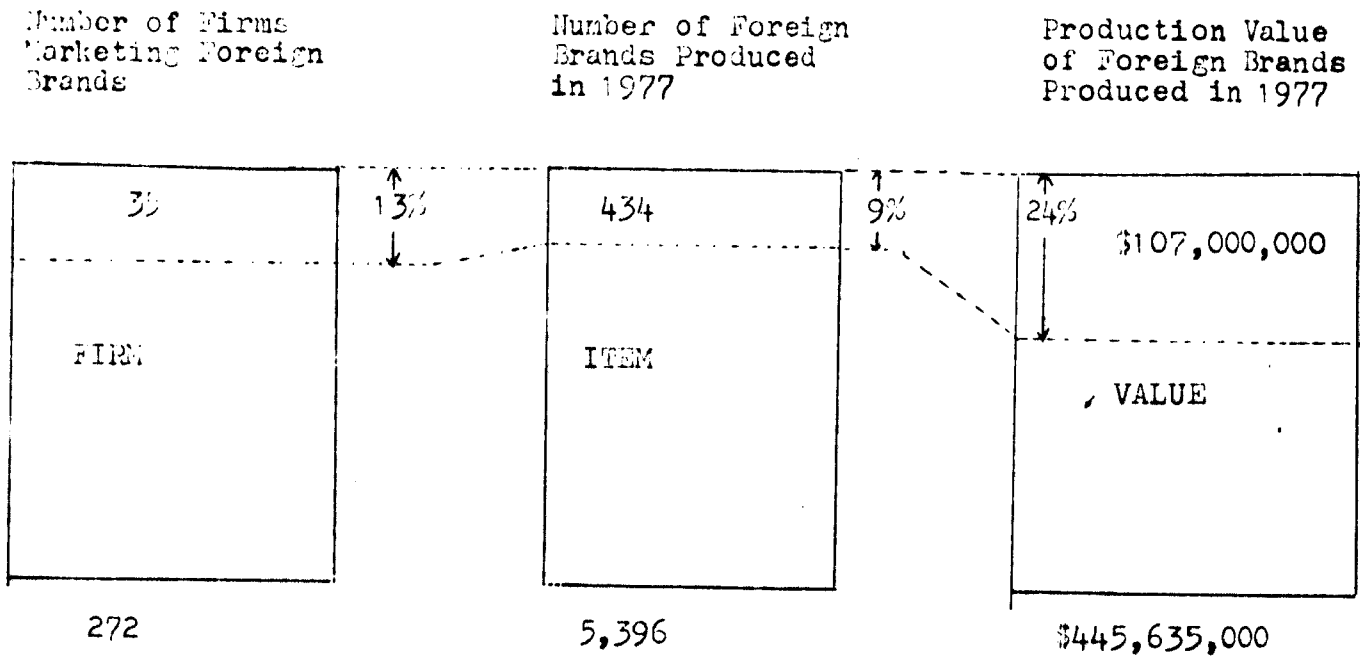 Number of Firms
Marketing Foreign
Brands
Number of Foreign
Brands Produced
in 1977
Production Value
of Foreign Brands
Produced in 1977
13%
434
9%
24%
$107,000,000
FIRM
ITEM
VALUE
272
5,396
$445,635,000